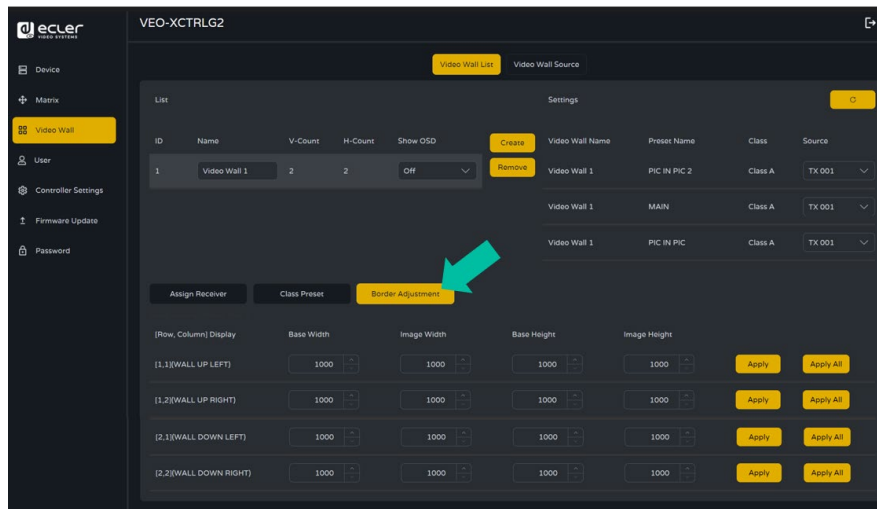 ecler
VIDEO SYSTEMS
VEO-XCTRLG2
Device
Matrix
Video Wall
User
Controller Settings
Firmware Update
Password
Video Wall List Video Wall Source
List
ID Name V-Count H-Count Show OSD
1 Video Wall 1 2 2 Off
Create
Remove
Settings
Video Wall Name Preset Name Class Source
Video Wall 1 PIC IN PIC 2 Class A TX 001
Video Wall 1 MAIN Class A TX 001
Video Wall 1 PIC IN PIC Class A TX 001
Assign Receiver Class Preset Border Adjustment
[Row, Column] Display Base Width Image Width Base Height Image Height
[1,1](WALL UP LEFT) 1000 1000 1000 1000 Apply Apply All
[1,2](WALL UP RIGHT) 1000 1000 1000 1000 Apply Apply All
[2,1](WALL DOWN LEFT) 1000 1000 1000 1000 Apply Apply All
[2,2](WALL DOWN RIGHT) 1000 1000 1000 1000 Apply Apply All